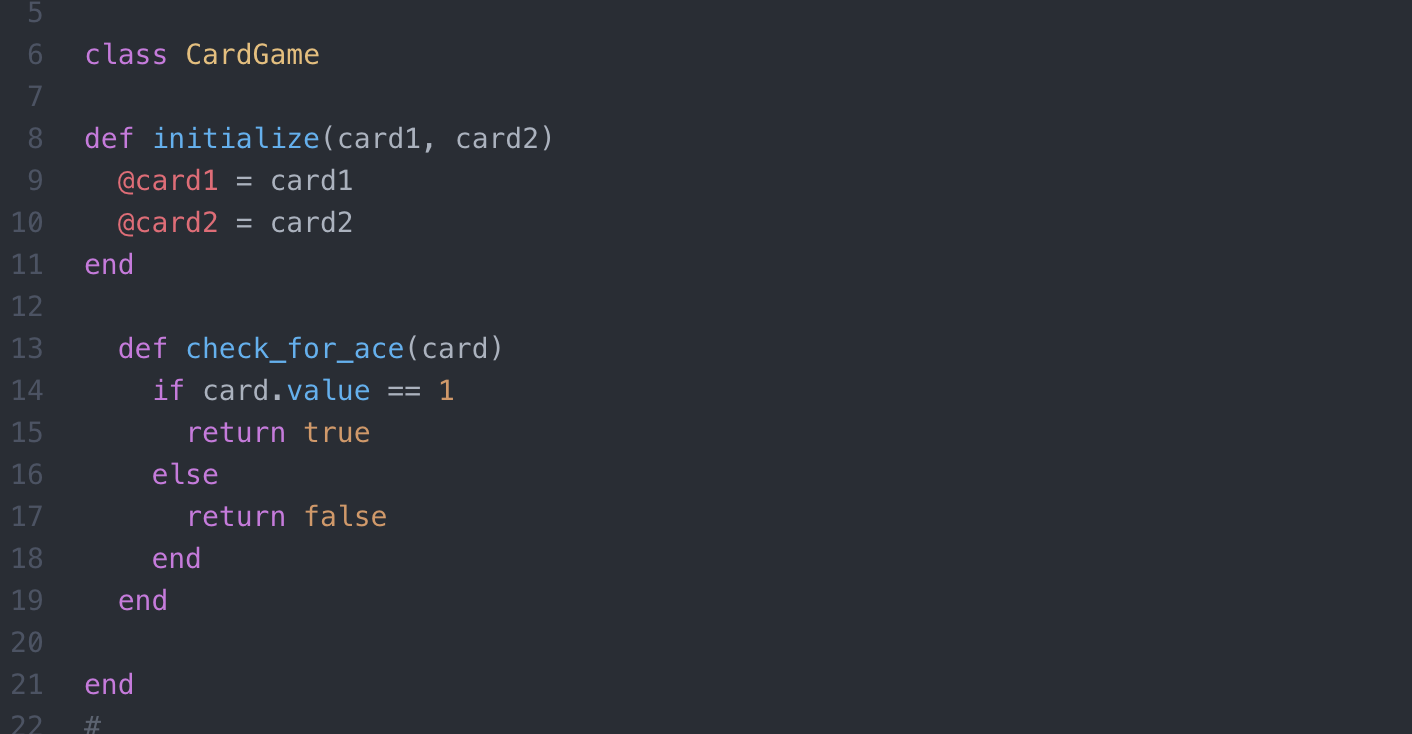 5
6 class CardGame
7
8 def initialize(card1, card2)
9   @card1 = card1
10   @card2 = card2
11 end
12
13   def check_for_ace(card)
14     if card.value == 1
15       return true
16     else
17       return false
18     end
19   end
20
21 end
22 #